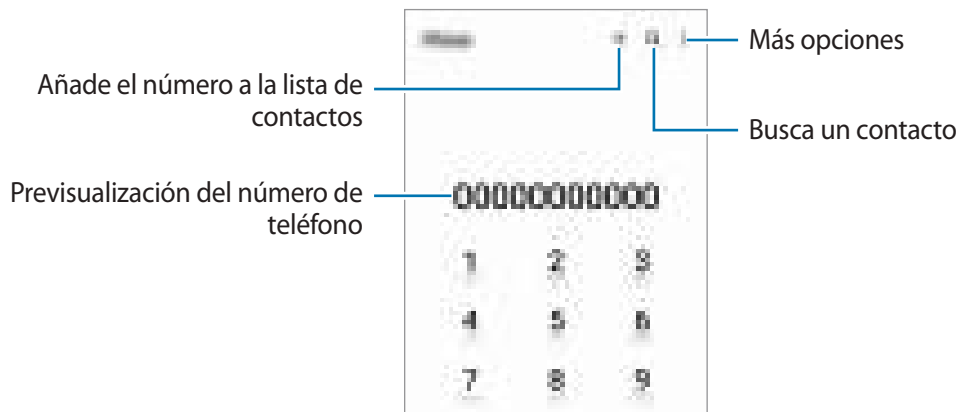 Más opciones
Añade el número a la lista de
contactos
Busca un contacto
Previsualización del número de
teléfono
00000000000
1 2 3
4 5 6
7 8 9